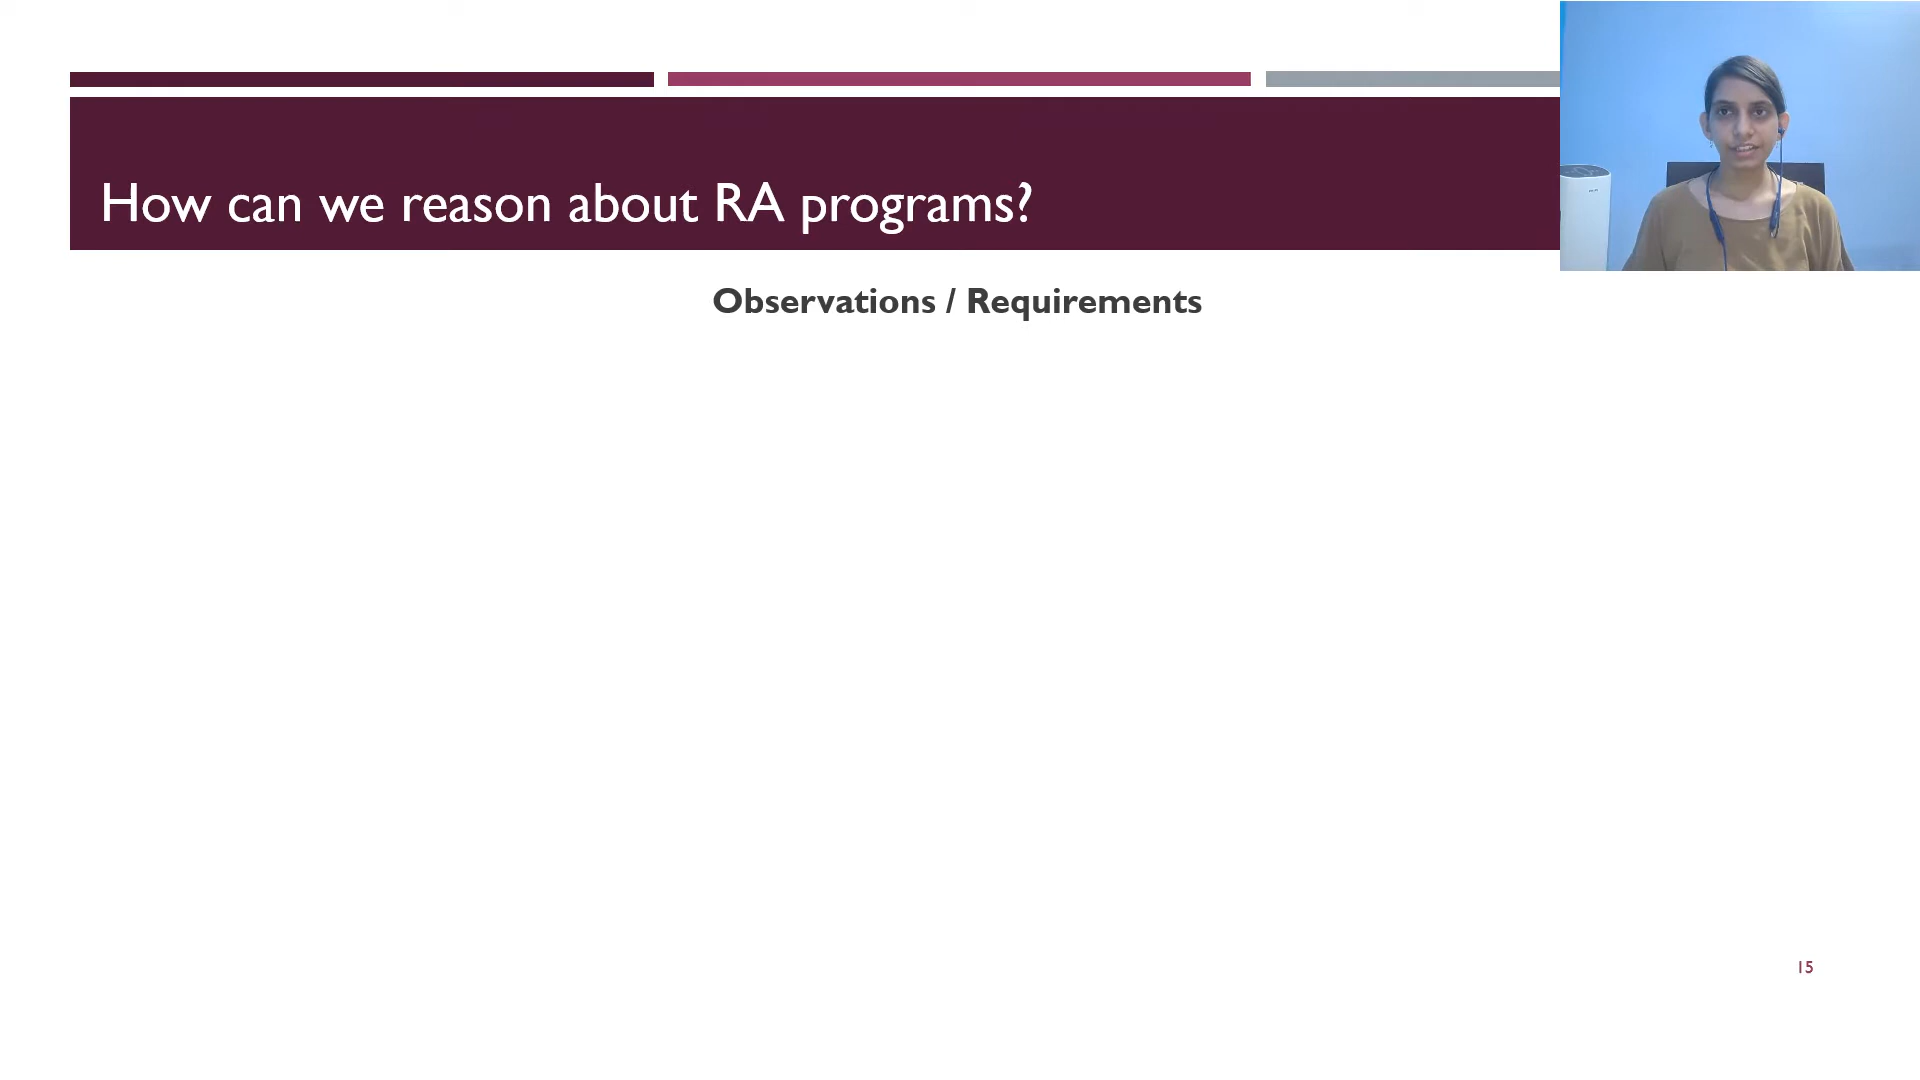 How can we reason about RA programs?
Observations / Requirements
15